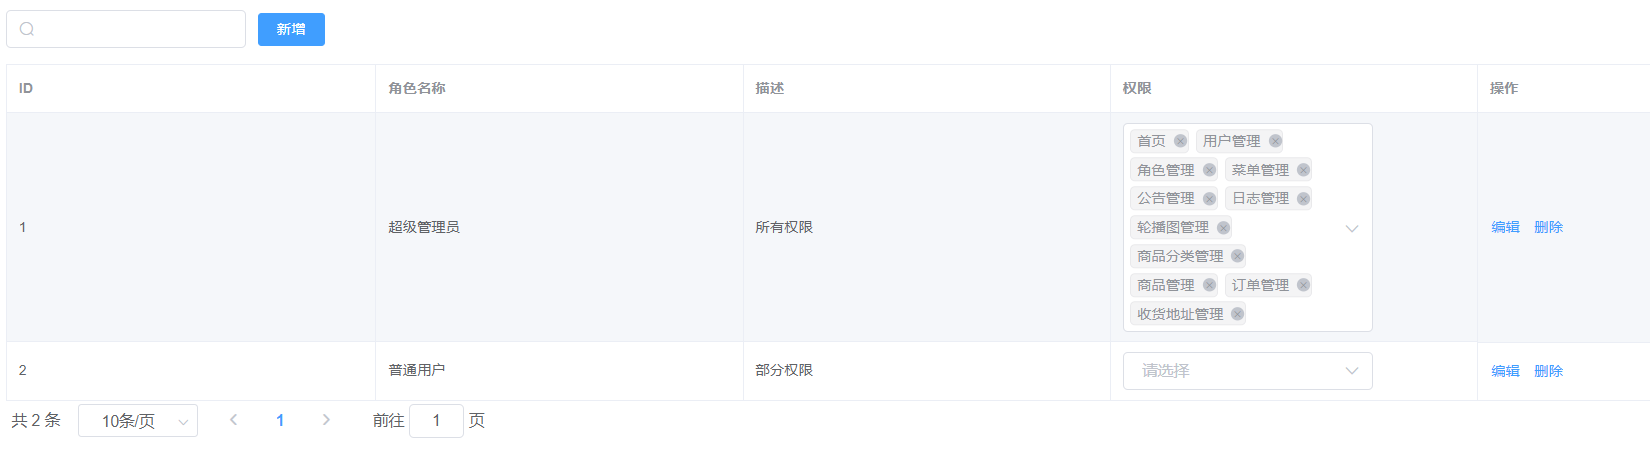 新增
ID 角色名称 描述 权限 操作
首页 用户管理
角色管理 菜单管理
公告管理 日志管理
1 超级管理员 所有权限 轮播图管理 编辑 删除
商品分类管理
商品管理 订单管理
收货地址管理
2 普通用户 部分权限 请选择 编辑 删除
共 2 条 10条/页 1 前往 1 页